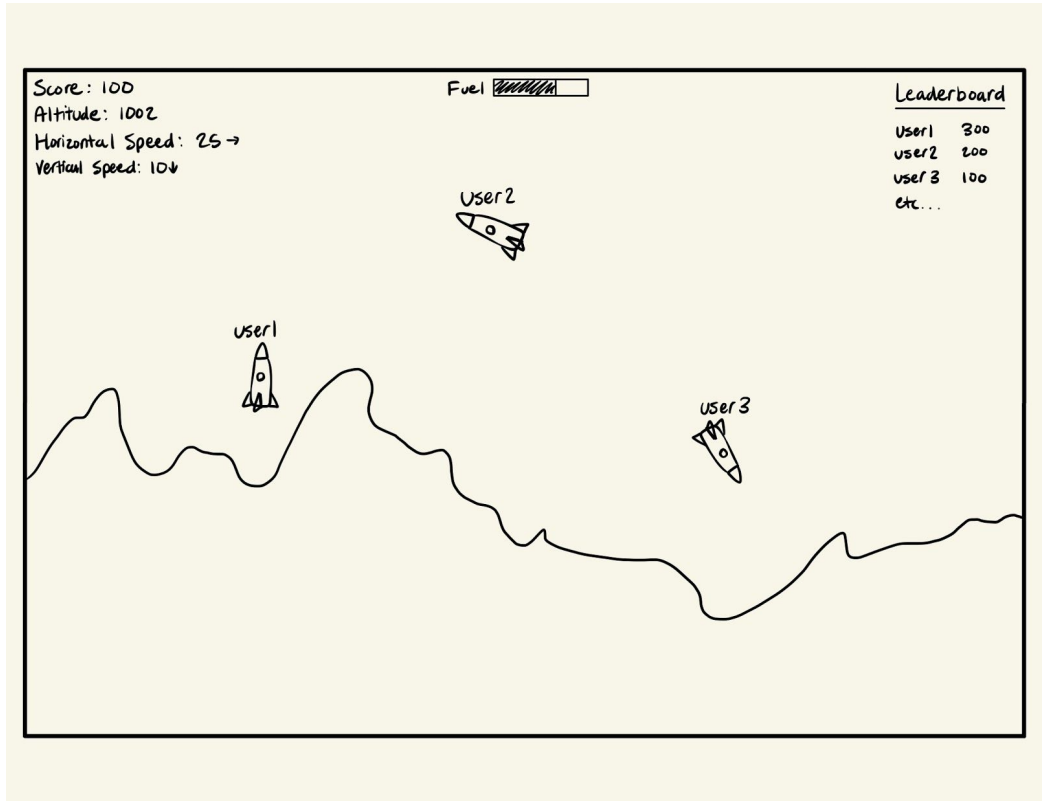 Score: 100
Altitude: 1002
Horizontal Speed: 25 →
Vertical Speed: 10↓
Fuel
Leaderboard
user1 300
user2 200
user3 100
etc...
user2
user1
user3